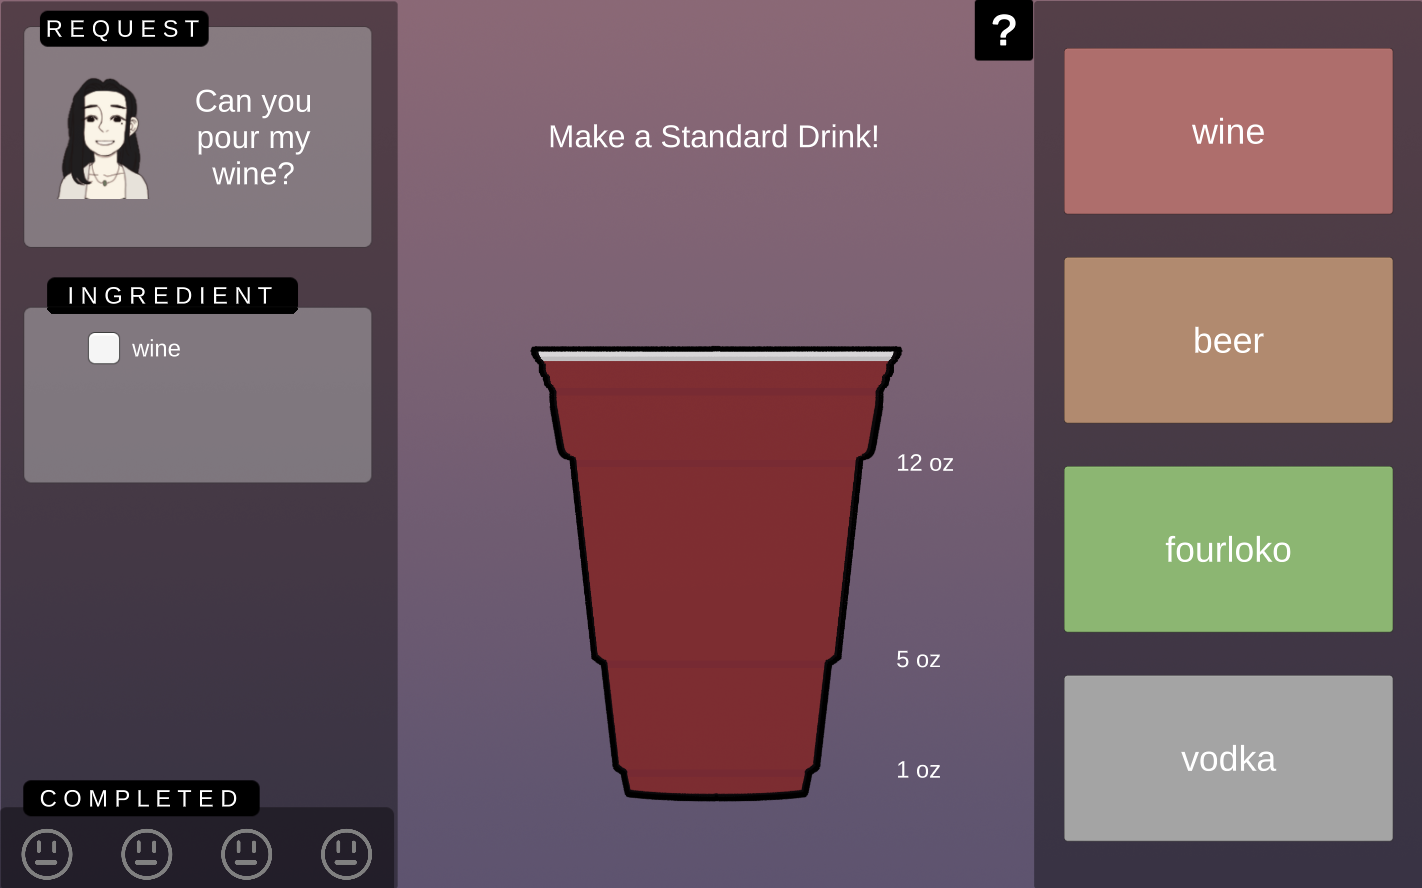 REQUEST
Can you
pour my
wine?
INGREDIENT
wine
COMPLETED
?
Make a Standard Drink!
12 oz
5 oz
1 oz
wine
beer
fourloko
vodka